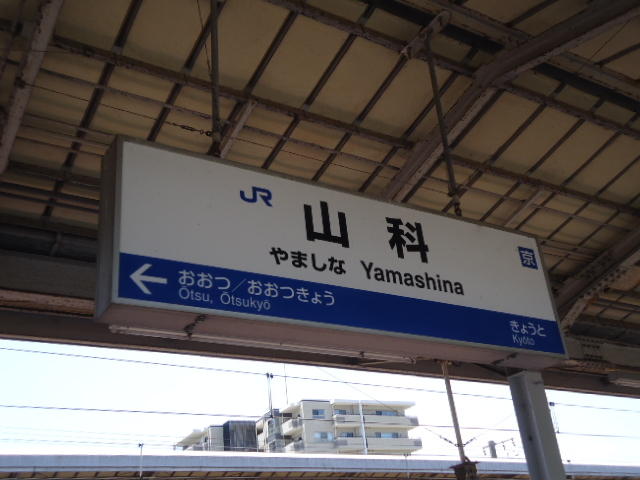 JR
山科
京
やましな Yamashina
← おおつ/おおつきょう
Ōtsu, Ōtsukyō
きょうと
Kyōto